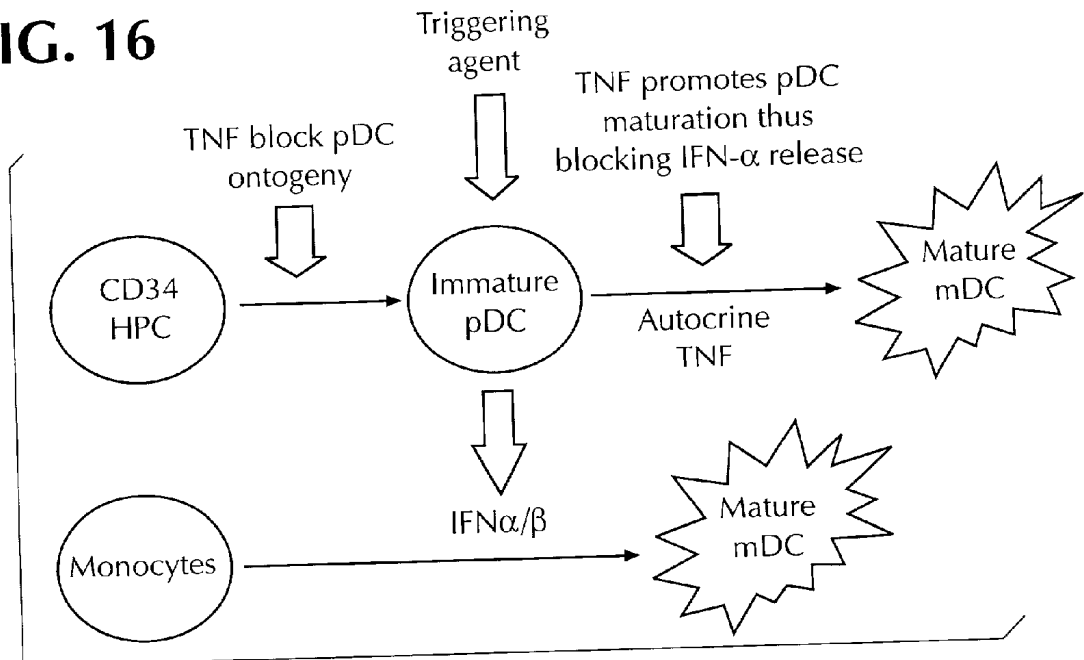 IG. 16
Triggering
agent
TNF promotes pDC
maturation thus
blocking IFN-α release
TNF block pDC
ontogeny
CD34
HPC
Immature
pDC
Autocrine
TNF
Mature
mDC
Monocytes
IFNα/β
Mature
mDC